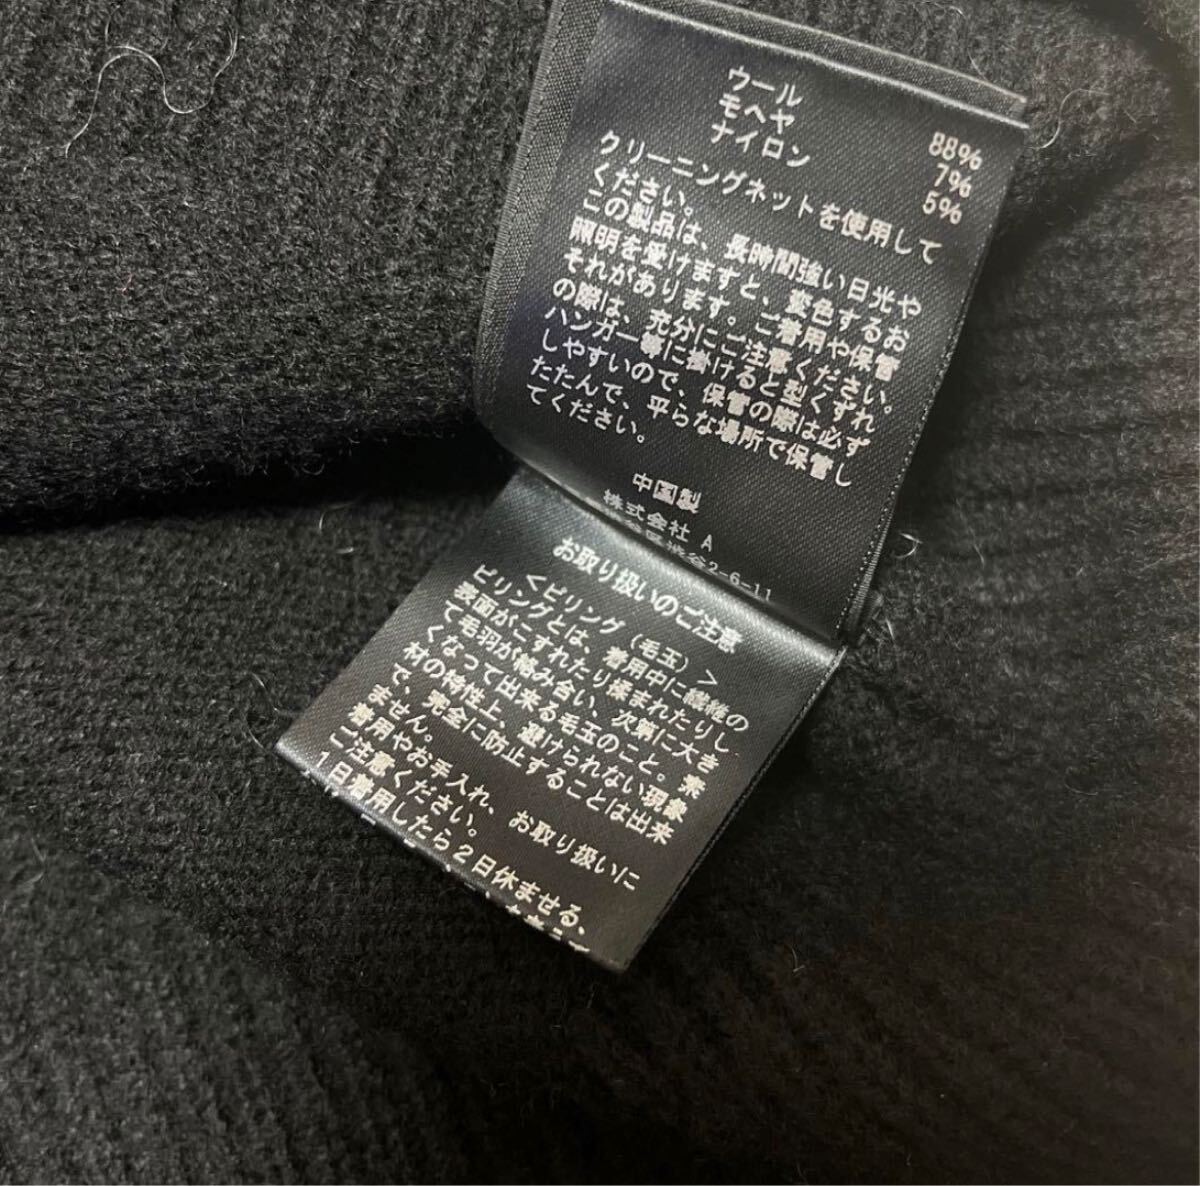 ウール 88%
モヘヤ 7%
ナイロン 5%
クリーニングネットを使用して
ください。
この製品は、長時間強い日光や
照明を受けますと、変色するお
それがあります。ご着用や保管
の際は、充分にご注意ください。
ハンガー等に掛けると型くずれ
しやすいので、保管の際は必ず
たたんで、平らな場所で保管し
てください。
中国製
株式会社 A
区渋谷2-6-11
お取り扱いのご注意
<ピリング(毛玉)>
ピリングとは、着用中に繊維の
表面がこすれたり揉まれたりし
て毛羽が絡み合い、次第に大き
くなって出来る毛玉のこと。素
材の特性上、避けられない現象
で、完全に防止することは出来
ません。
着用やお手入れ、お取り扱いに
ご注意ください。
1日着用したら2日休ませる、